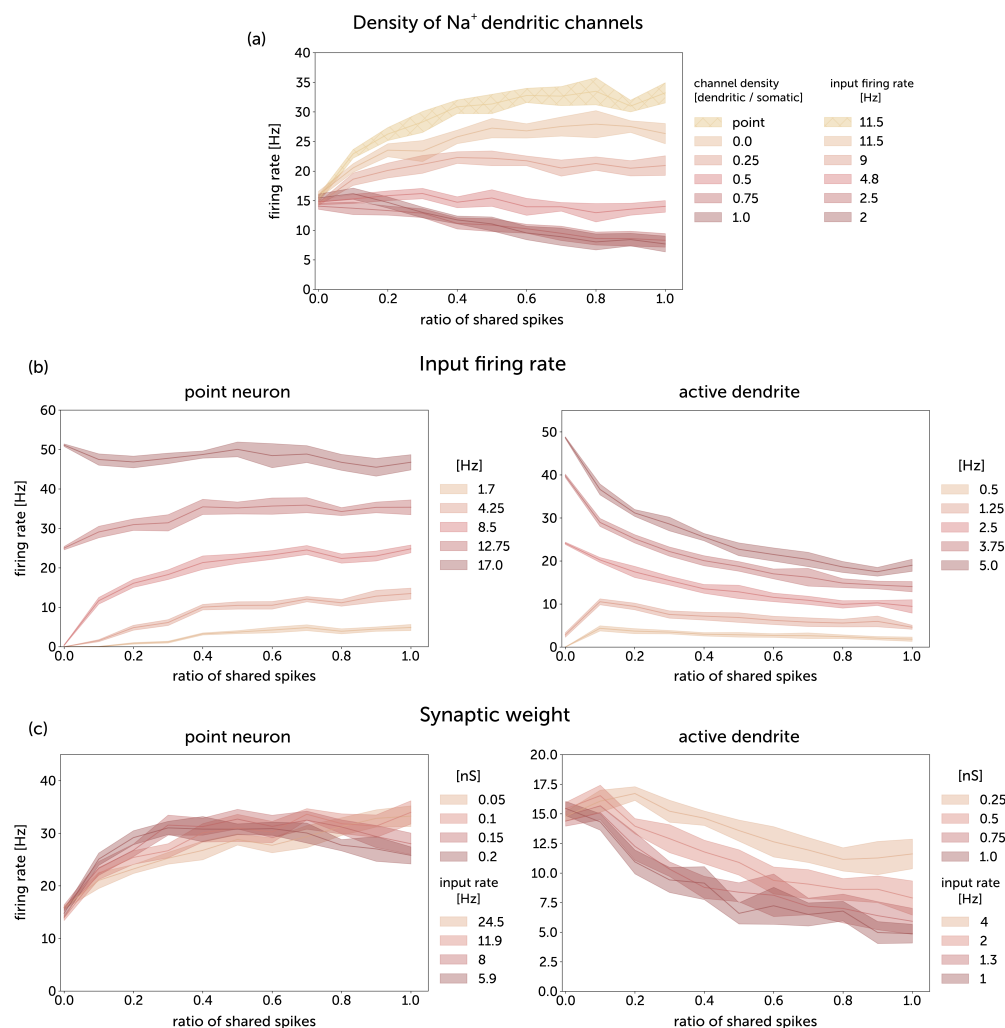 Density of Na⁺ dendritic channels
(a)
40
35
30
25
20
15
10
5
0
firing rate [Hz]
0.0 0.2 0.4 0.6 0.8 1.0
ratio of shared spikes
channel density
[dendritic / somatic]
point
0.0
0.25
0.5
0.75
1.0
input firing rate
[Hz]
11.5
11.5
9
4.8
2.5
2
(b)
Input firing rate
point neuron
60
50
40
30
20
10
0
firing rate [Hz]
0.0 0.2 0.4 0.6 0.8 1.0
ratio of shared spikes
[Hz]
1.7
4.25
8.5
12.75
17.0
active dendrite
50
40
30
20
10
0
0.0 0.2 0.4 0.6 0.8 1.0
ratio of shared spikes
[Hz]
0.5
1.25
2.5
3.75
5.0
(c)
Synaptic weight
point neuron
40
30
20
10
0
firing rate [Hz]
0.0 0.2 0.4 0.6 0.8 1.0
ratio of shared spikes
[nS]
0.05
0.1
0.15
0.2
input rate
[Hz]
24.5
11.9
8
5.9
active dendrite
20.0
17.5
15.0
12.5
10.0
7.5
5.0
2.5
0.0
0.0 0.2 0.4 0.6 0.8 1.0
ratio of shared spikes
[nS]
0.25
0.5
0.75
1.0
input rate
[Hz]
4
2
1.3
1